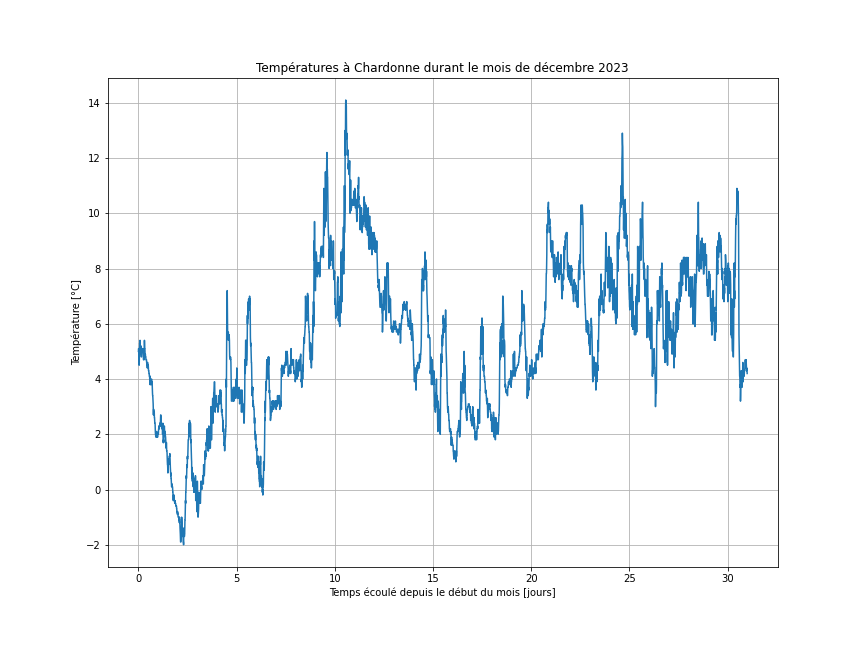 Températures à Chardonne durant le mois de décembre 2023
14
12
10
8
6
4
2
0
−2
Température [°C]
0 5 10 15 20 25 30
Temps écoulé depuis le début du mois [jours]